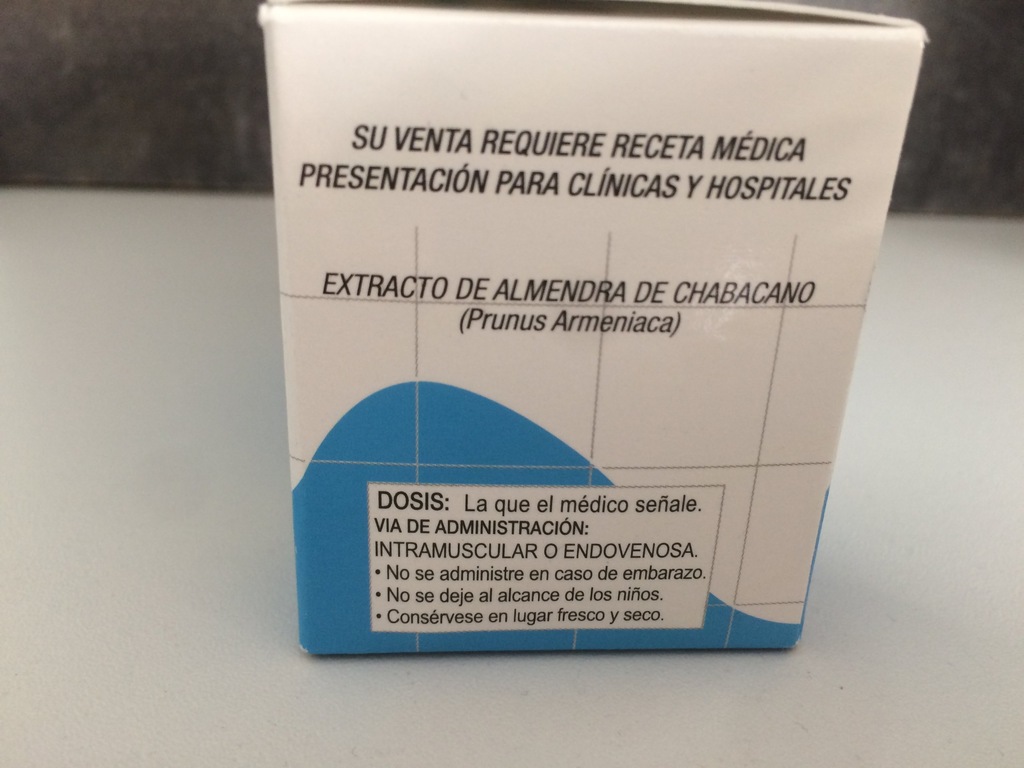 SU VENTA REQUIERE RECETA MÉDICA
PRESENTACIÓN PARA CLÍNICAS Y HOSPITALES
EXTRACTO DE ALMENDRA DE CHABACANO
(Prunus Armeniaca)
DOSIS: La que el médico señale.
VIA DE ADMINISTRACIÓN:
INTRAMUSCULAR O ENDOVENOSA.
• No se administre en caso de embarazo.
• No se deje al alcance de los niños.
• Consérvese en lugar fresco y seco.